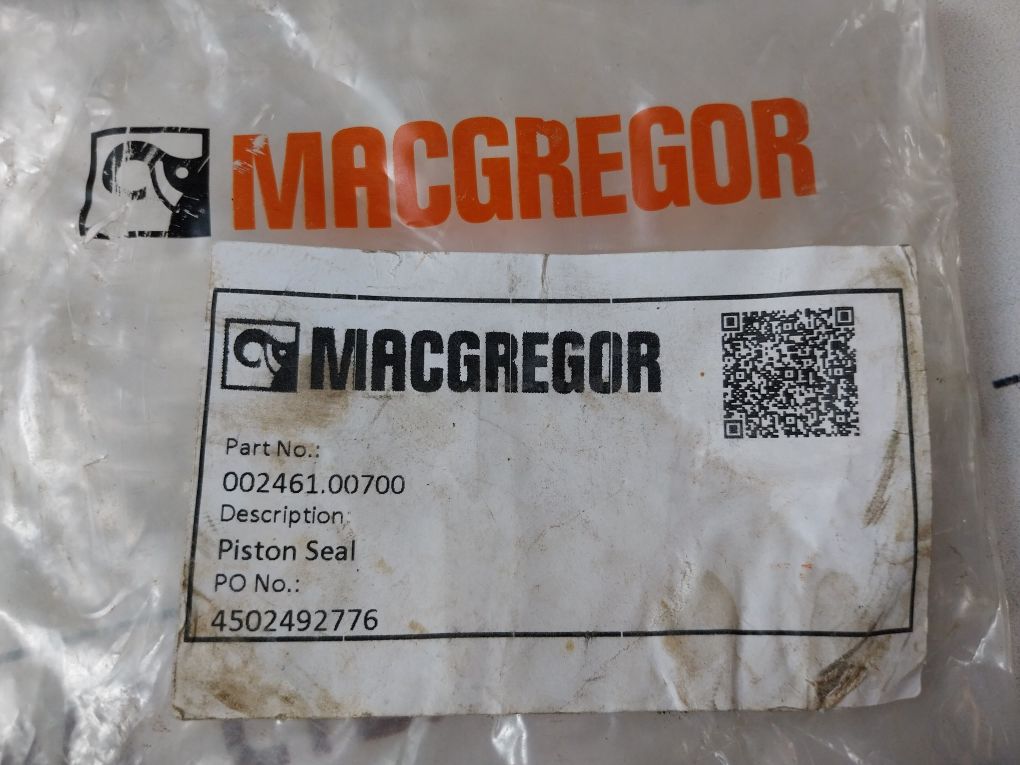 MACGREGOR
MACGREGOR
Part No.:
002461.00700
Description:
Piston Seal
PO No.:
4502492776